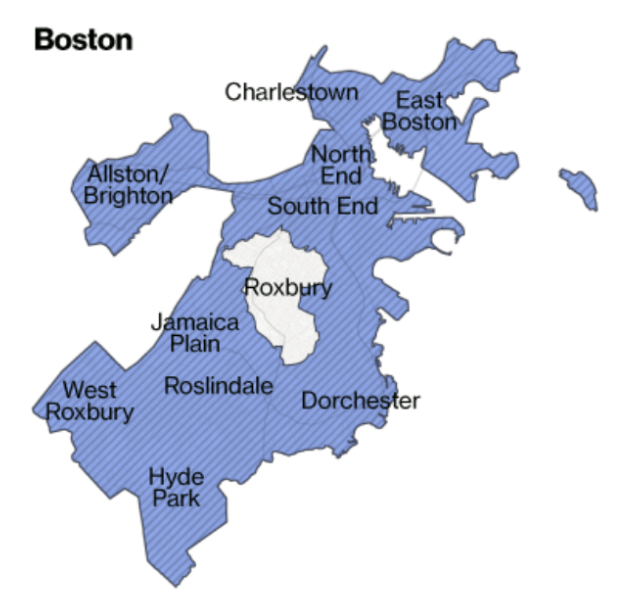 Boston
Charlestown
East
Boston
North
End
Allston/
Brighton
South End
Roxbury
Jamaica
Plain
Roslindale
West
Roxbury
Dorchester
Hyde
Park